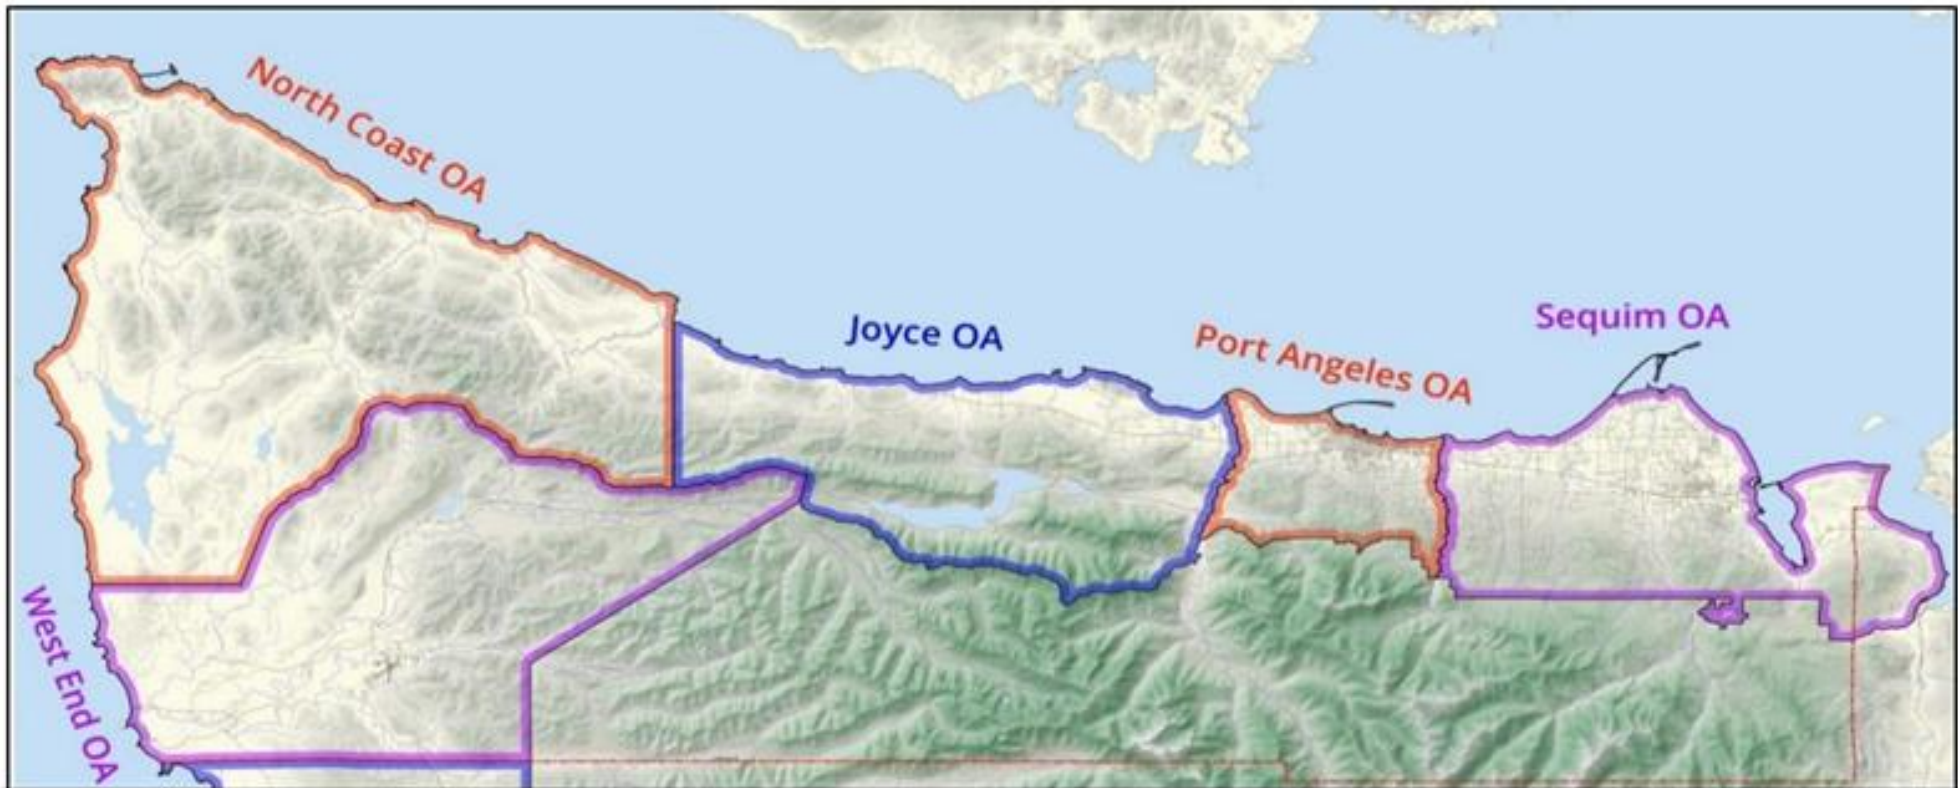 North Coast OA
Joyce OA
Port Angeles OA
Sequim OA
West End OA